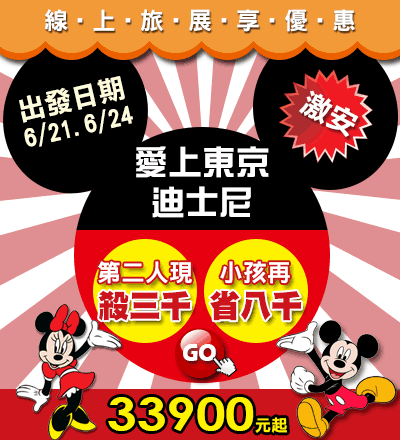 線・上・旅・展・享・優・惠
出發日期
6/21. 6/24
激安
愛上東京
迪士尼
第二人現
殺三千
小孩再
省八千
GO
33900元起